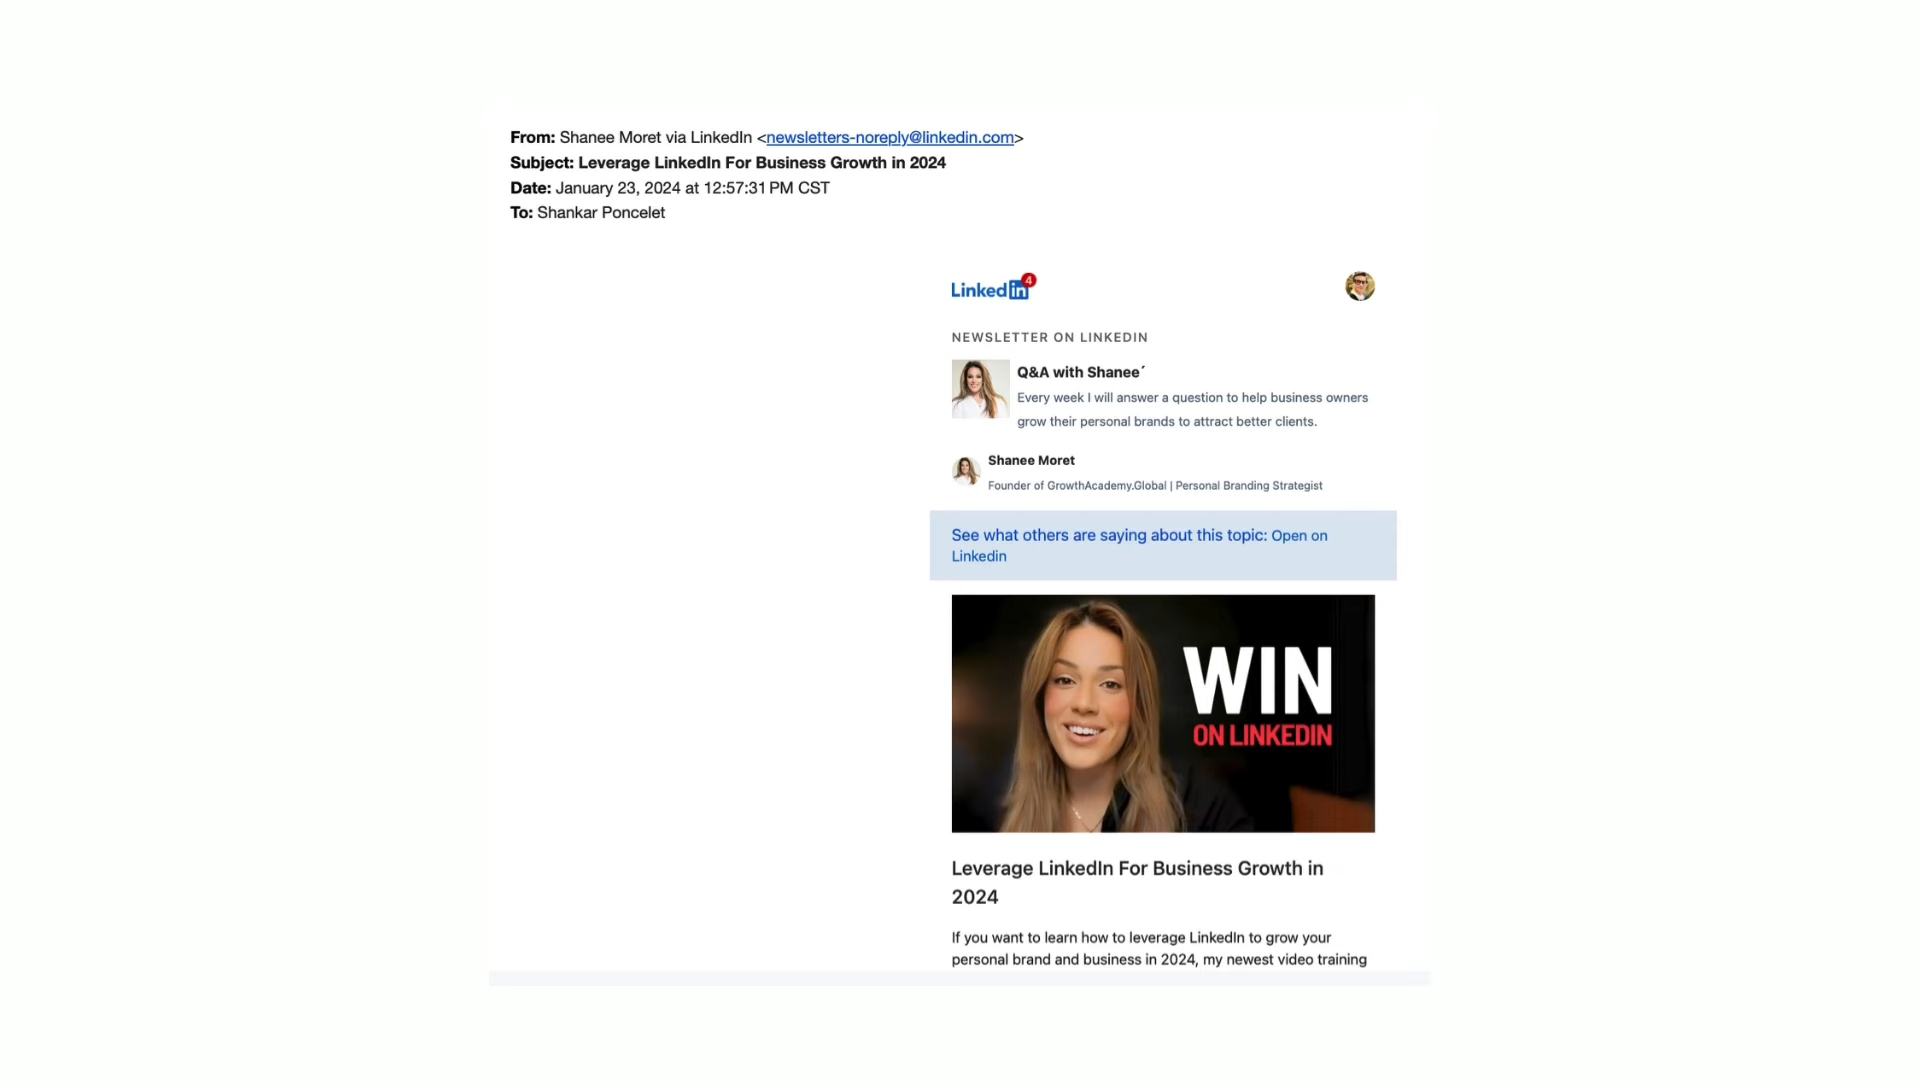 From: Shanee Moret via LinkedIn <newsletters-noreply@linkedin.com>
Subject: Leverage LinkedIn For Business Growth in 2024
Date: January 23, 2024 at 12:57:31 PM CST
To: Shankar Poncelet
Linked in 4
NEWSLETTER ON LINKEDIN
Q&A with Shanee´
Every week I will answer a question to help business owners
grow their personal brands to attract better clients.
Shanee Moret
Founder of GrowthAcademy.Global | Personal Branding Strategist
See what others are saying about this topic: Open on
Linkedin
WIN
ON LINKEDIN
Leverage LinkedIn For Business Growth in
2024
If you want to learn how to leverage LinkedIn to grow your
personal brand and business in 2024, my newest video training